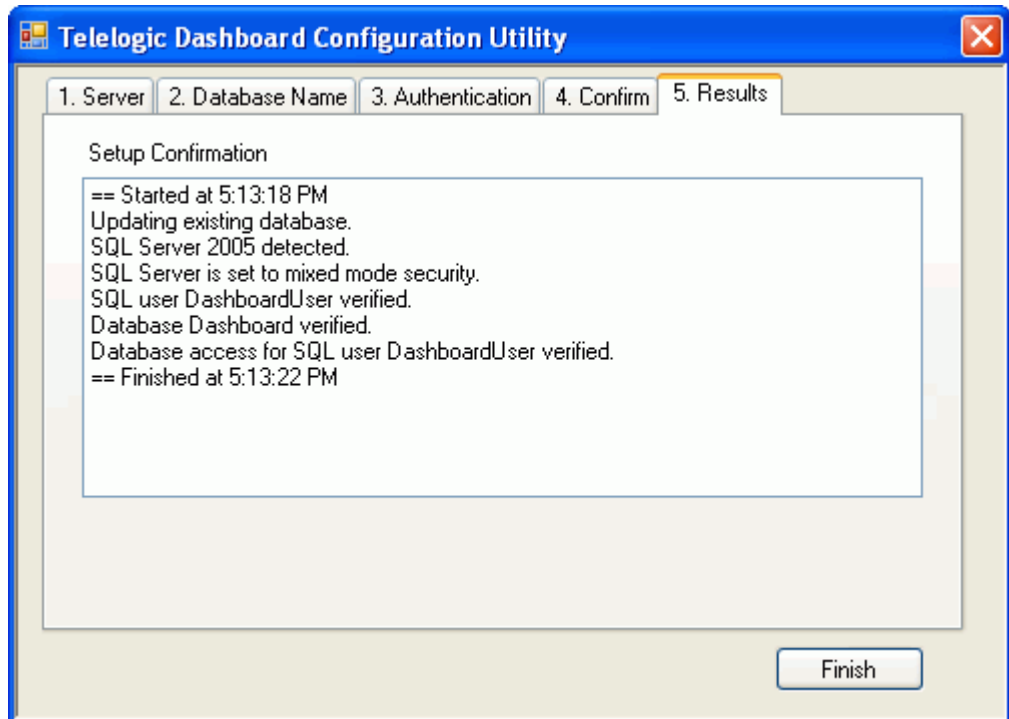 Telelogic Dashboard Configuration Utility
1. Server 2. Database Name 3. Authentication 4. Confirm 5. Results
Setup Confirmation
== Started at 5:13:18 PM
Updating existing database.
SQL Server 2005 detected.
SQL Server is set to mixed mode security.
SQL user DashboardUser verified.
Database Dashboard verified.
Database access for SQL user DashboardUser verified.
== Finished at 5:13:22 PM
Finish